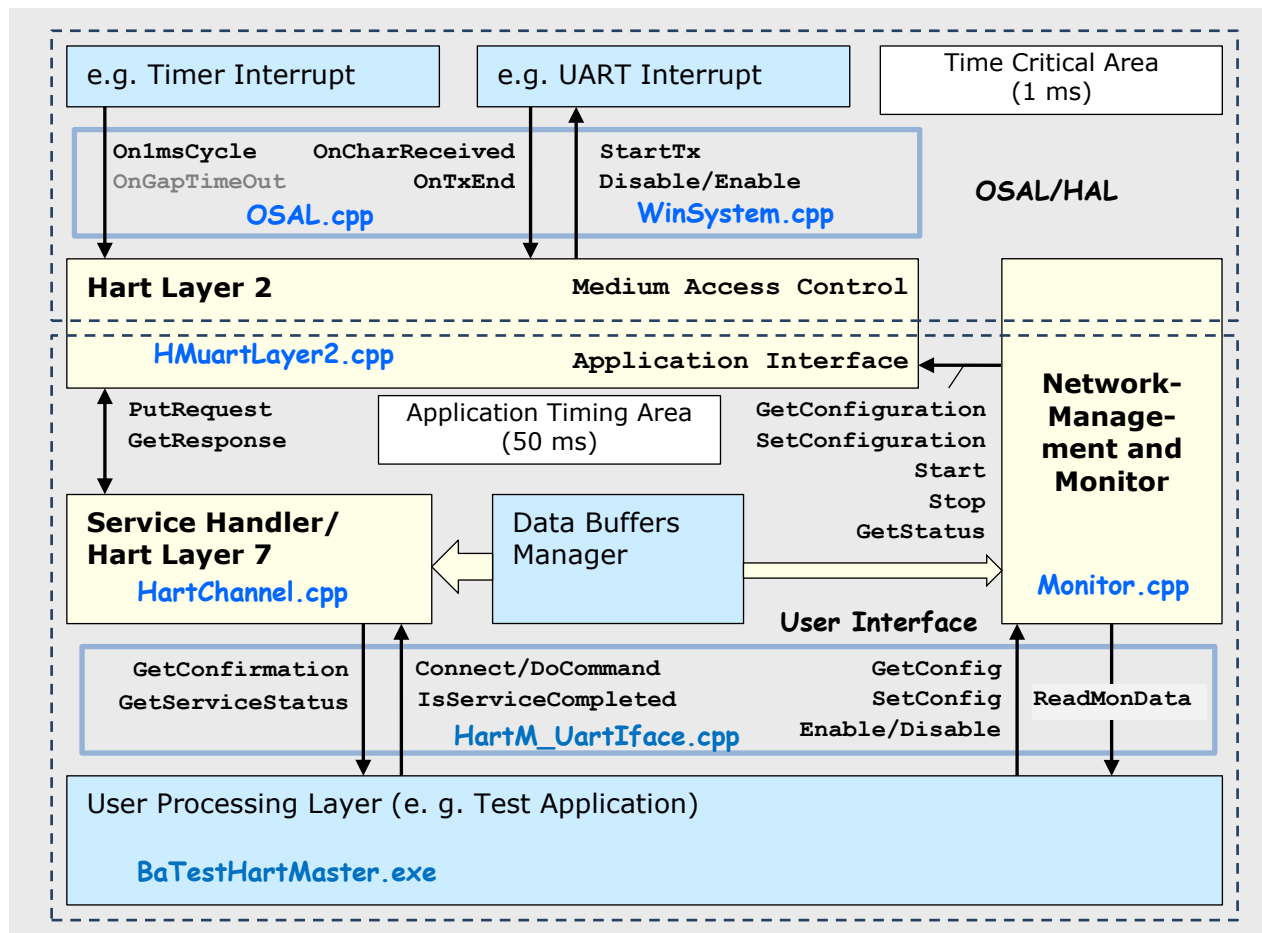 e.g. Timer Interrupt
e.g. UART Interrupt
Time Critical Area
(1 ms)
On1msCycle
OnGapTimeOut
OnCharReceived
OnTxEnd
StartTx
Disable/Enable
OSAL.cpp
WinSystem.cpp
OSAL/HAL
Hart Layer 2
Medium Access Control
HMuartLayer2.cpp
Application Interface
PutRequest
GetResponse
Application Timing Area
(50 ms)
GetConfiguration
SetConfiguration
Start
Stop
GetStatus
Network-
Manage-
ment and
Monitor
Monitor.cpp
Service Handler/
Hart Layer 7
HartChannel.cpp
Data Buffers
Manager
User Interface
GetConfirmation
GetServiceStatus
Connect/DoCommand
IsServiceCompleted
HartM_UartIface.cpp
GetConfig
SetConfig
Enable/Disable
ReadMonData
User Processing Layer (e. g. Test Application)
BaTestHartMaster.exe